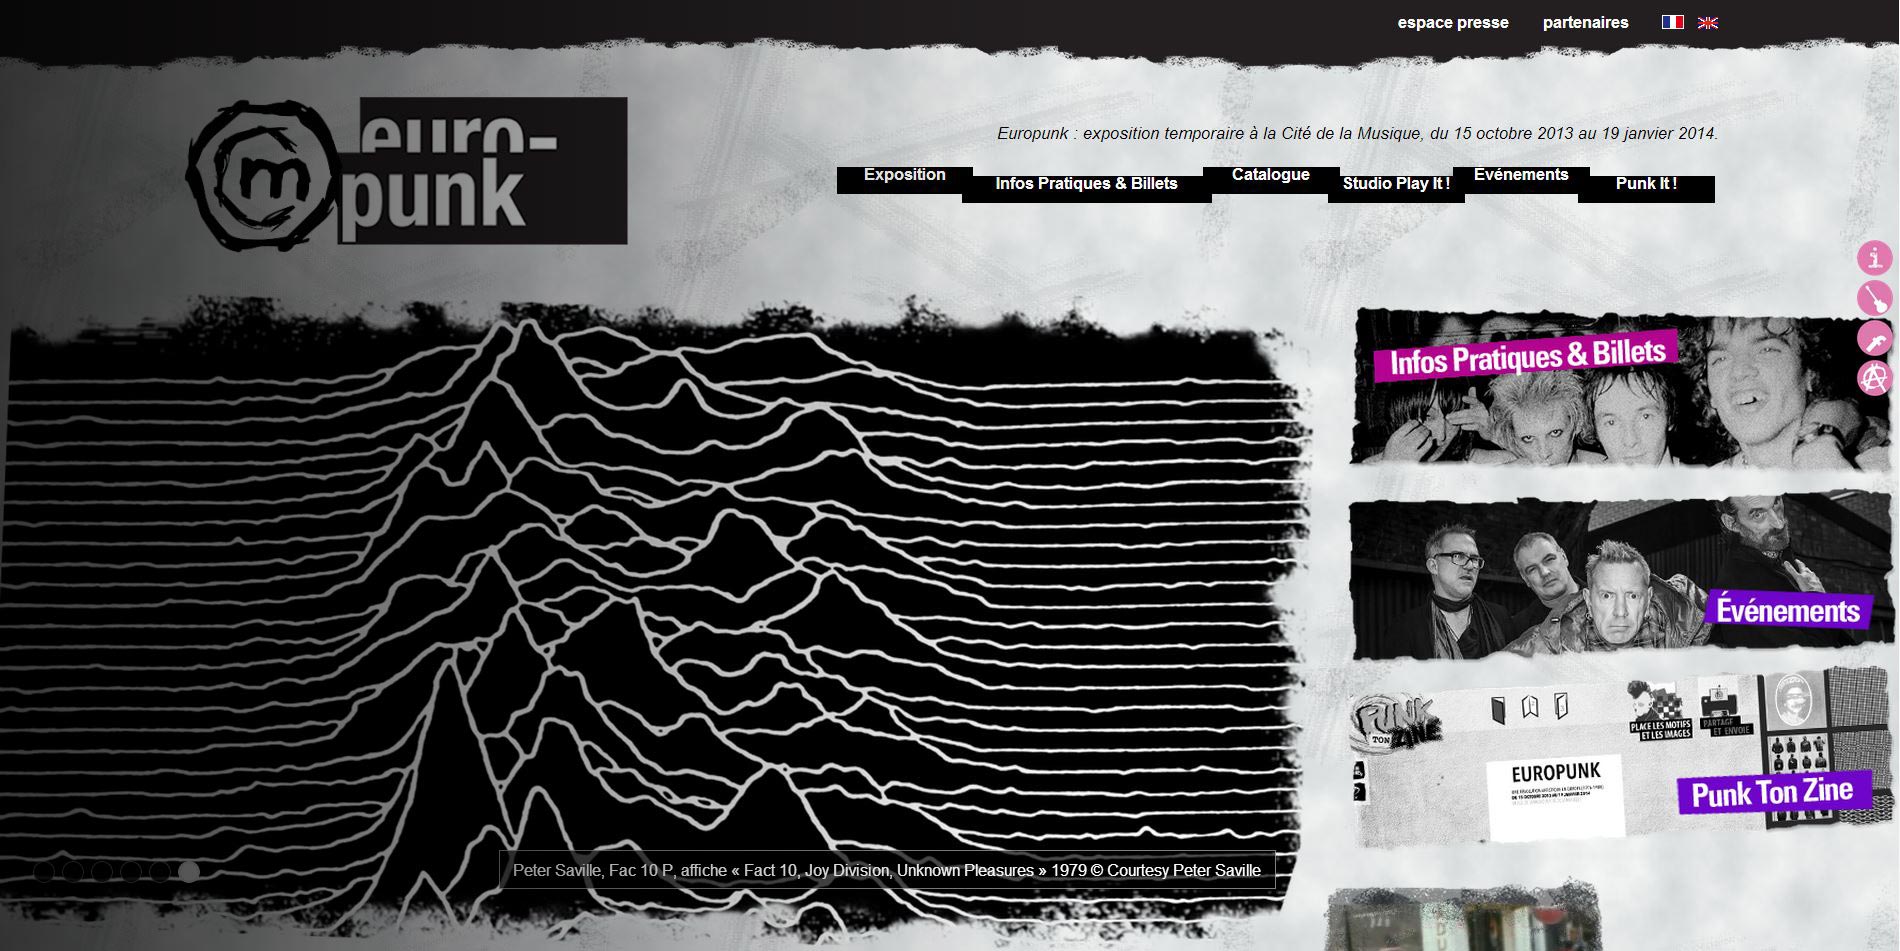 espace presse
partenaires
euro-
punk
m
Europunk : exposition temporaire à la Cité de la Musique, du 15 octobre 2013 au 19 janvier 2014.
Exposition
Infos Pratiques & Billets
Catalogue
Studio Play It !
Evénements
Punk It !
Infos Pratiques & Billets
Événements
PUNK
TON
ZINE
PLACE LES MOTIFS
ET LES IMAGES
PARTAGE
ET ENVOIE
EUROPUNK
Punk Ton Zine
Peter Saville, Fac 10 P, affiche « Fact 10, Joy Division, Unknown Pleasures » 1979 © Courtesy Peter Saville